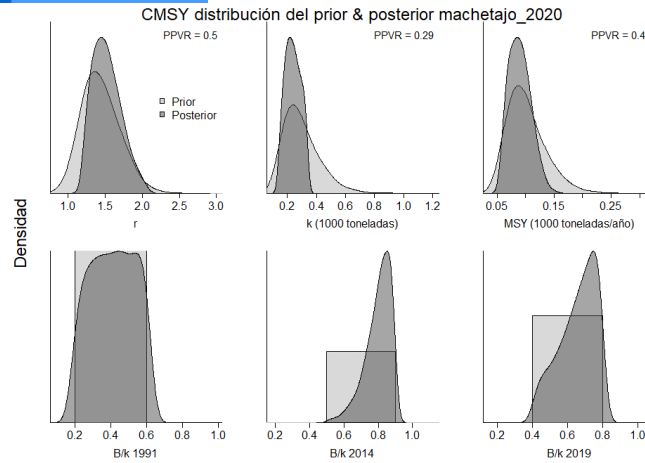 CMSY distribución del prior & posterior machetajo_2020
PPVR = 0.5
PPVR = 0.29
PPVR = 0.4
Prior
Posterior
1.0 1.5 2.0 2.5 3.0
r
0.2 0.4 0.6 0.8 1.0 1.2
k (1000 toneladas)
0.05 0.15 0.25
MSY (1000 toneladas/año)
Densidad
0.2 0.4 0.6 0.8 1.0
B/k 1991
0.2 0.4 0.6 0.8 1.0
B/k 2014
0.2 0.4 0.6 0.8 1.0
B/k 2019